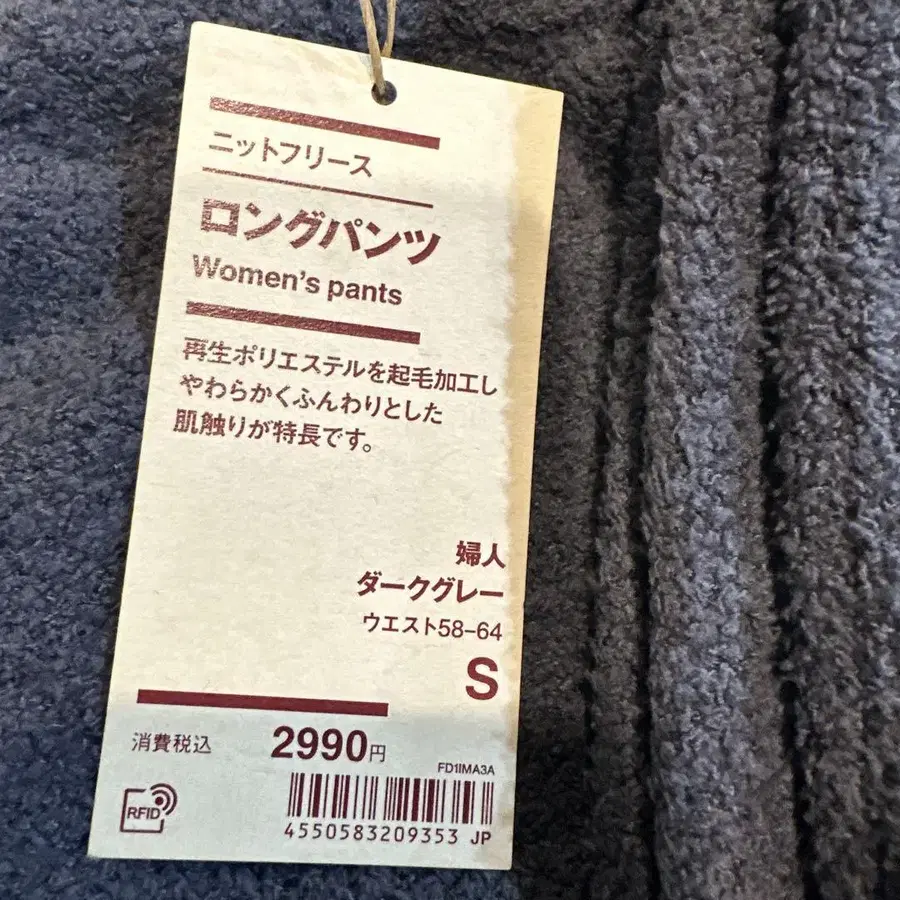 ニットフリース
ロングパンツ
Women's pants
再生ポリエステルを起毛加工し
やわらかくふんわりとした
肌触りが特長です。
婦人
ダークグレー
ウエスト58-64
S
消費税込 2990円
FD1IMA3A
RFID
4550583209353 JP